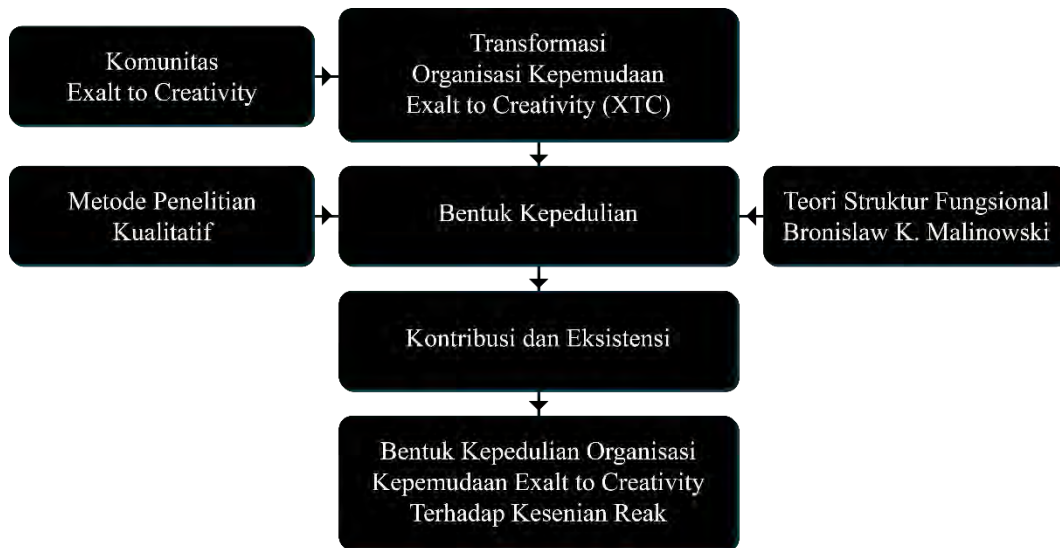 Komunitas
Exalt to Creativity
Transformasi
Organisasi Kepemudaan
Exalt to Creativity (XTC)
Metode Penelitian
Kualitatif
Bentuk Kepedulian
Teori Struktur Fungsional
Bronislaw K. Malinowski
Kontribusi dan Eksistensi
Bentuk Kepedulian Organisasi
Kepemudaan Exalt to Creativity
Terhadap Kesenian Reak